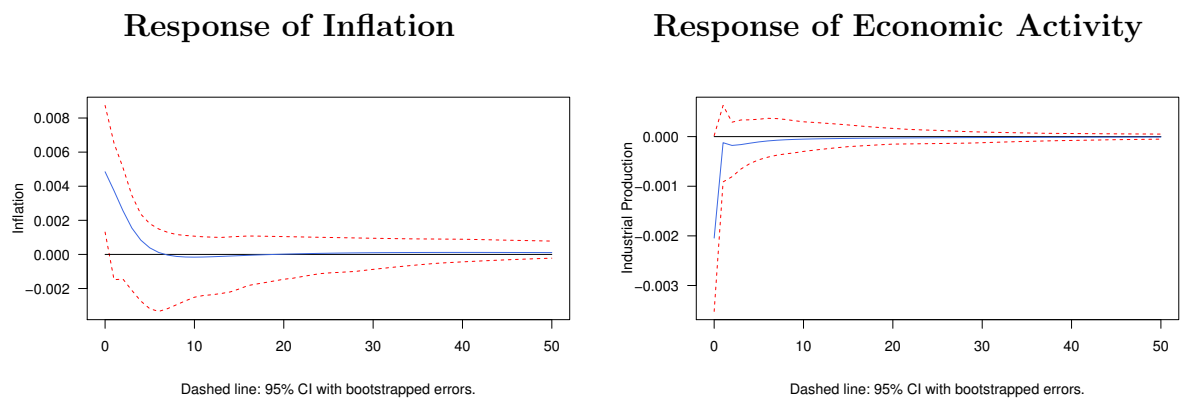 Response of Inflation
Inflation
0.008
0.006
0.004
0.002
0.000
−0.002
0 10 20 30 40 50
Dashed line: 95% CI with bootstrapped errors.
Response of Economic Activity
Industrial Production
0.000
−0.001
−0.002
−0.003
0 10 20 30 40 50
Dashed line: 95% CI with bootstrapped errors.